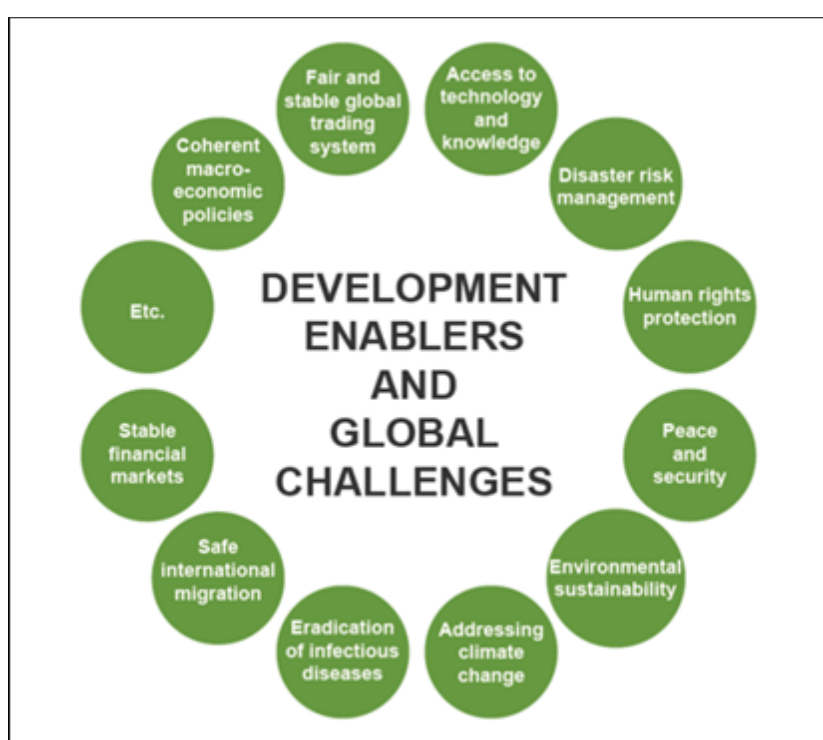 DEVELOPMENT
ENABLERS
AND
GLOBAL
CHALLENGES
Fair and
stable global
trading
system
Access to
technology
and
knowledge
Disaster risk
management
Human rights
protection
Peace
and
security
Environmental
sustainability
Addressing
climate
change
Eradication
of infectious
diseases
Safe
international
migration
Stable
financial
markets
Etc.
Coherent
macro-
economic
policies